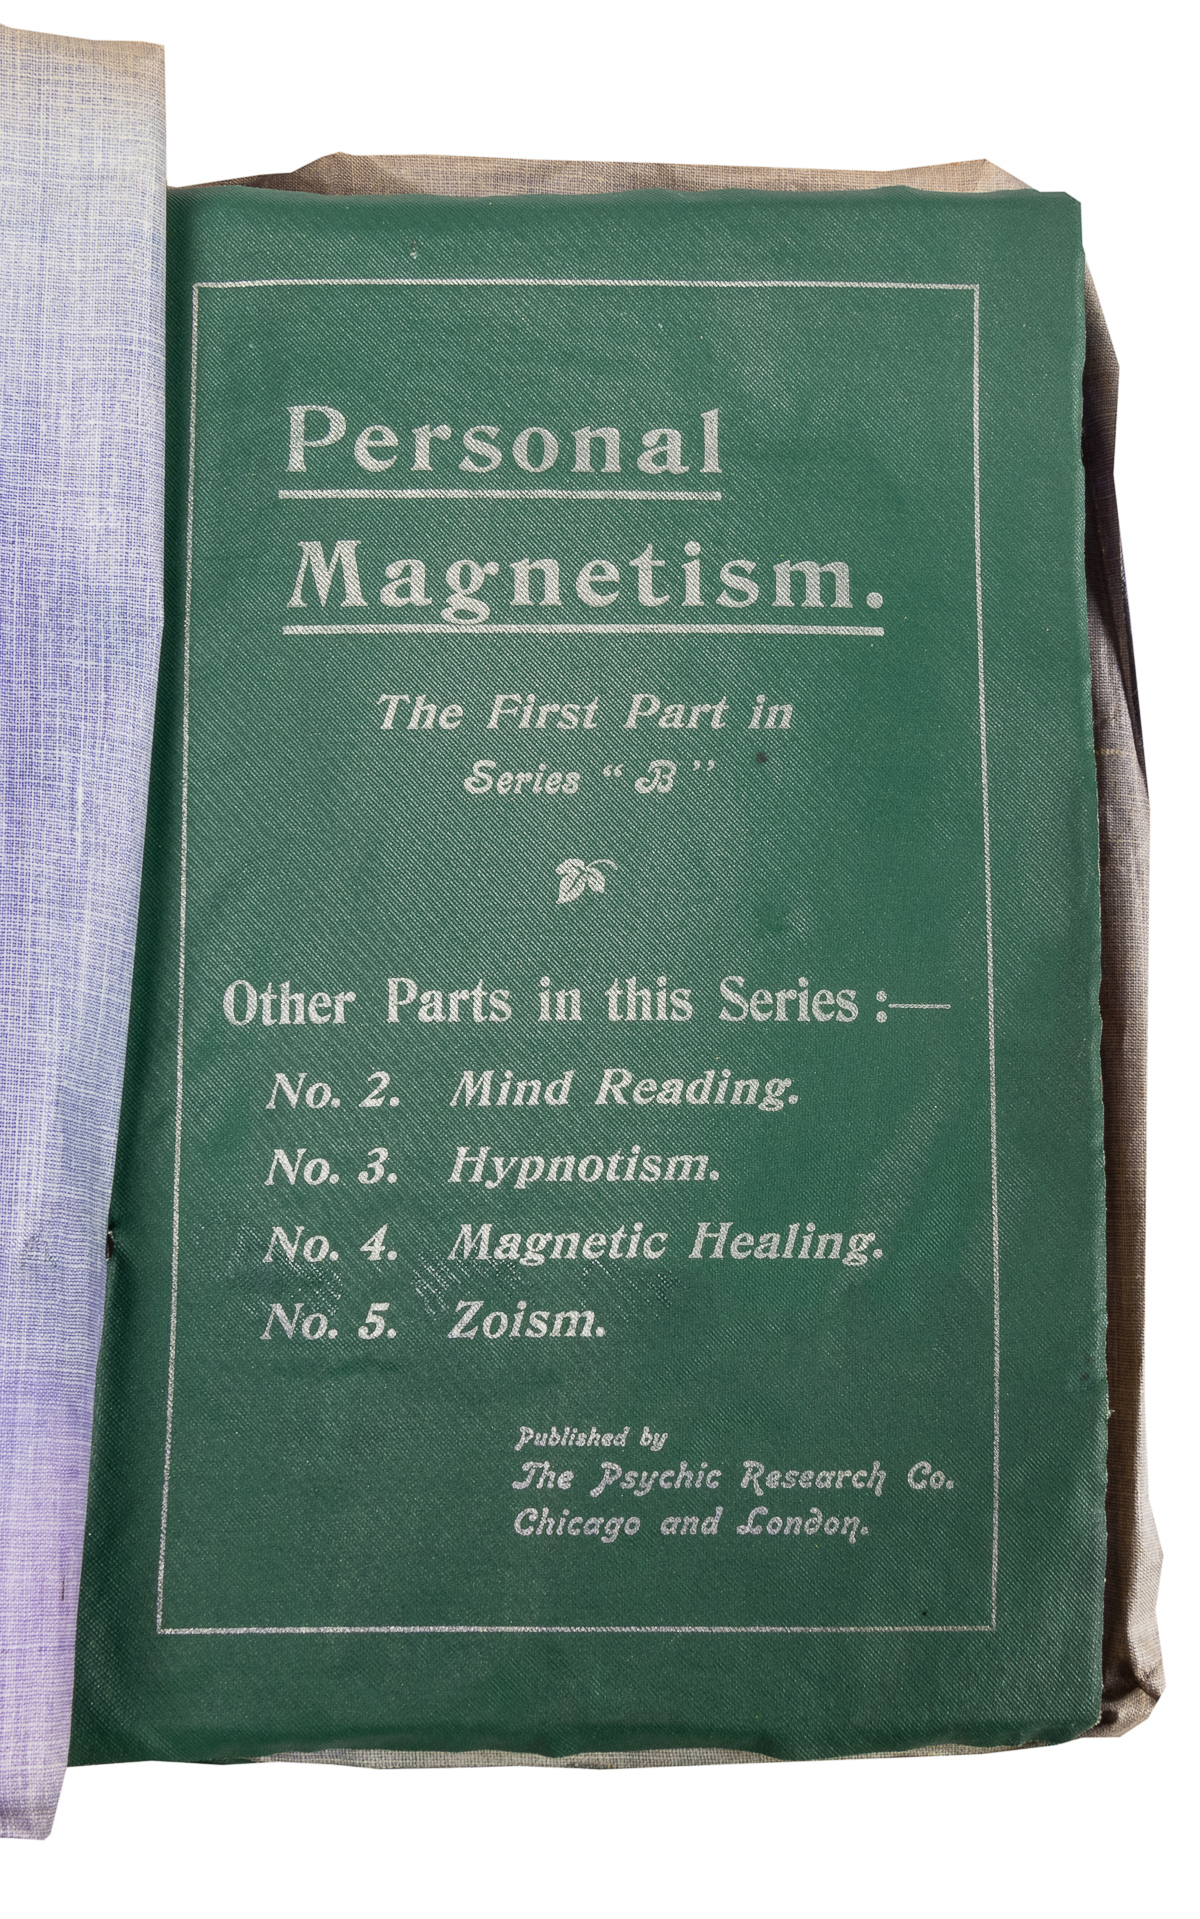 Personal
Magnetism.
The First Part in
Series “ B ”
Other Parts in this Series :—
No. 2. Mind Reading.
No. 3. Hypnotism.
No. 4. Magnetic Healing.
No. 5. Zoism.
Published by
The Psychic Research Co.
Chicago and London.